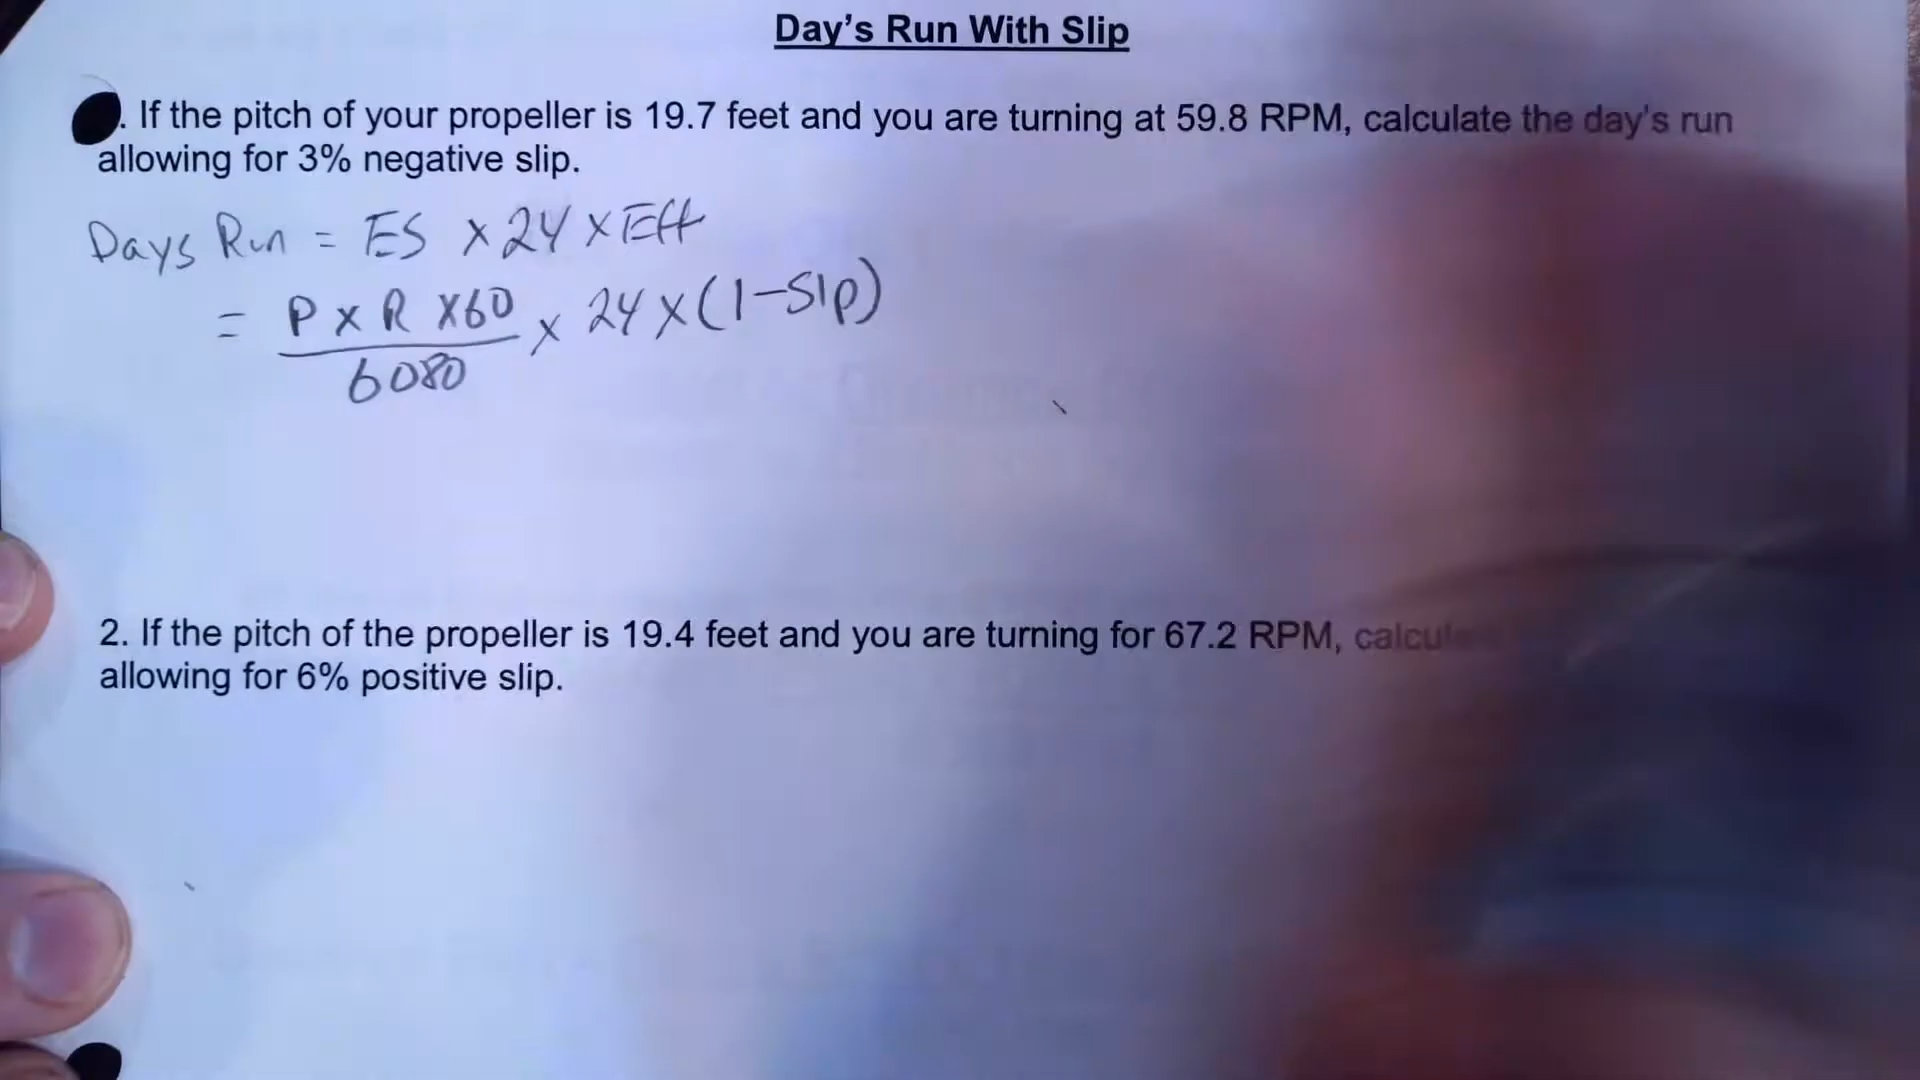 Day's Run With Slip
. If the pitch of your propeller is 19.7 feet and you are turning at 59.8 RPM, calculate the day's run
allowing for 3% negative slip.
Days Run = ES x 24 x Eff
= P x R x 60 x 24 x (1-Slp)
6080
2. If the pitch of the propeller is 19.4 feet and you are turning for 67.2 RPM,
allowing for 6% positive slip.